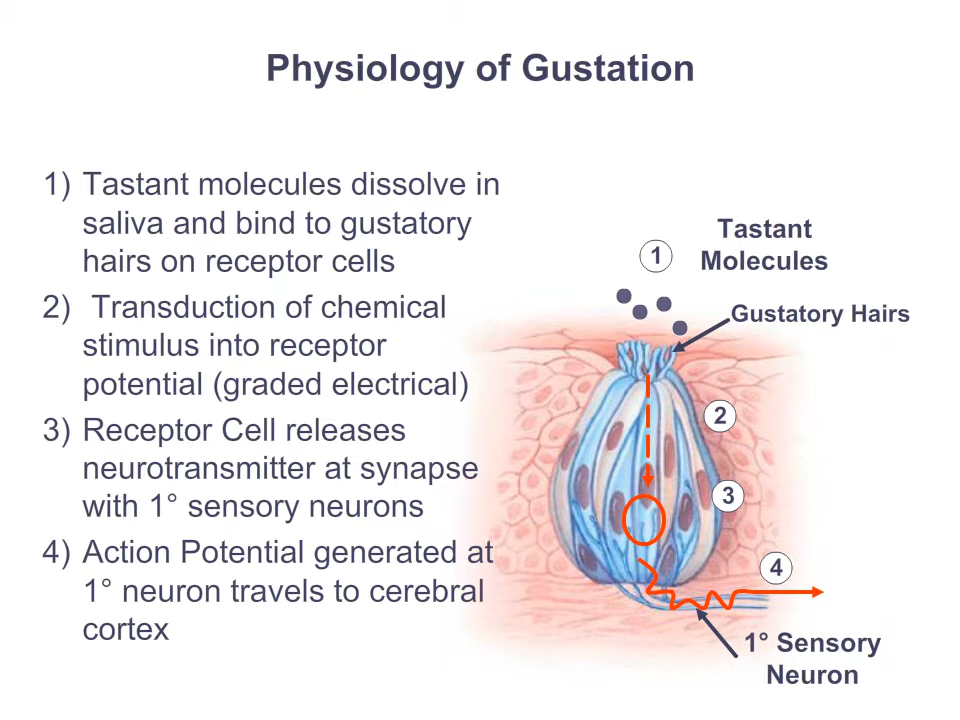 Physiology of Gustation
1) Tastant molecules dissolve in
saliva and bind to gustatory
hairs on receptor cells
2) Transduction of chemical
stimulus into receptor
potential (graded electrical)
3) Receptor Cell releases
neurotransmitter at synapse
with 1° sensory neurons
4) Action Potential generated at
1° neuron travels to cerebral
cortex
1
Tastant
Molecules
Gustatory Hairs
2
3
4
1° Sensory
Neuron